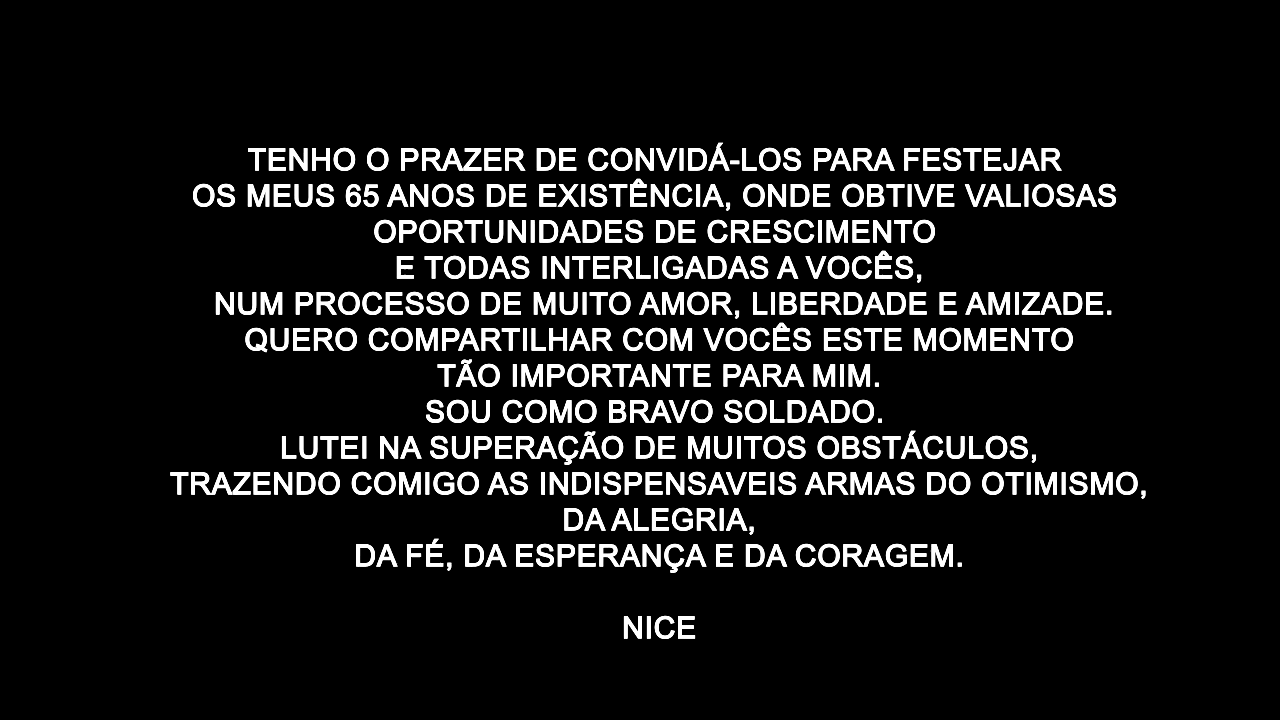 TENHO O PRAZER DE CONVIDÁ-LOS PARA FESTEJAR
OS MEUS 65 ANOS DE EXISTÊNCIA, ONDE OBTIVE VALIOSAS
OPORTUNIDADES DE CRESCIMENTO
E TODAS INTERLIGADAS A VOCÊS,
NUM PROCESSO DE MUITO AMOR, LIBERDADE E AMIZADE.
QUERO COMPARTILHAR COM VOCÊS ESTE MOMENTO
TÃO IMPORTANTE PARA MIM.
SOU COMO BRAVO SOLDADO.
LUTEI NA SUPERAÇÃO DE MUITOS OBSTÁCULOS,
TRAZENDO COMIGO AS INDISPENSAVEIS ARMAS DO OTIMISMO,
DA ALEGRIA,
DA FÉ, DA ESPERANÇA E DA CORAGEM.
NICE